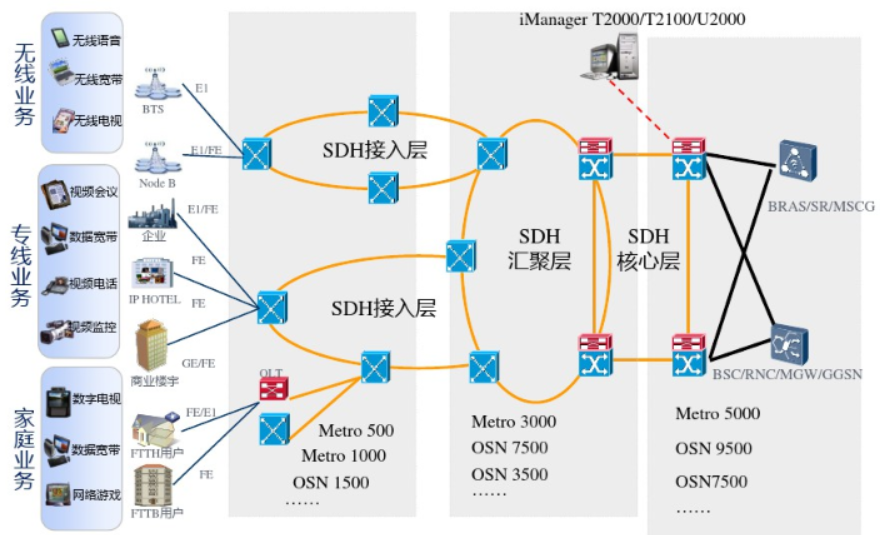 iManager T2000/T2100/U2000
无线业务
无线语音
无线宽带
无线电视
BTS
E1
Node B
E1/FE
SDH接入层
专线业务
视频会议
数据宽带
视频电话
视频监控
E1/FE
企业
FE
IP HOTEL
FE
商业楼宇
GE/FE
SDH接入层
SDH
汇聚层
SDH
核心层
BRAS/SR/MSCG
BSC/RNC/MGW/GGSN
家庭业务
数字电视
数据宽带
网络游戏
OLT
FE/E1
FTTH用户
FE
FTTB用户
Metro 500
Metro 1000
OSN 1500
……
Metro 3000
OSN 7500
OSN 3500
……
Metro 5000
OSN 9500
OSN7500
……